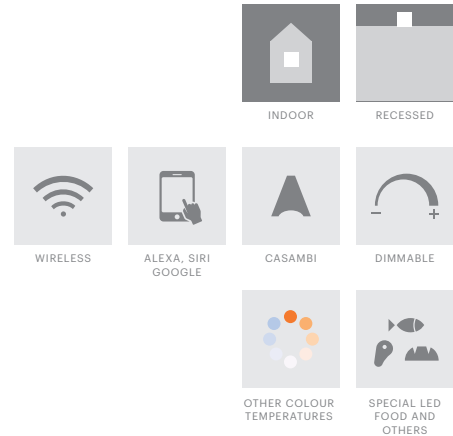 INDOOR
RECESSED
WIRELESS
ALEXA, SIRI
GOOGLE
CASAMBI
DIMMABLE
OTHER COLOUR
TEMPERATURES
SPECIAL LED
FOOD AND
OTHERS